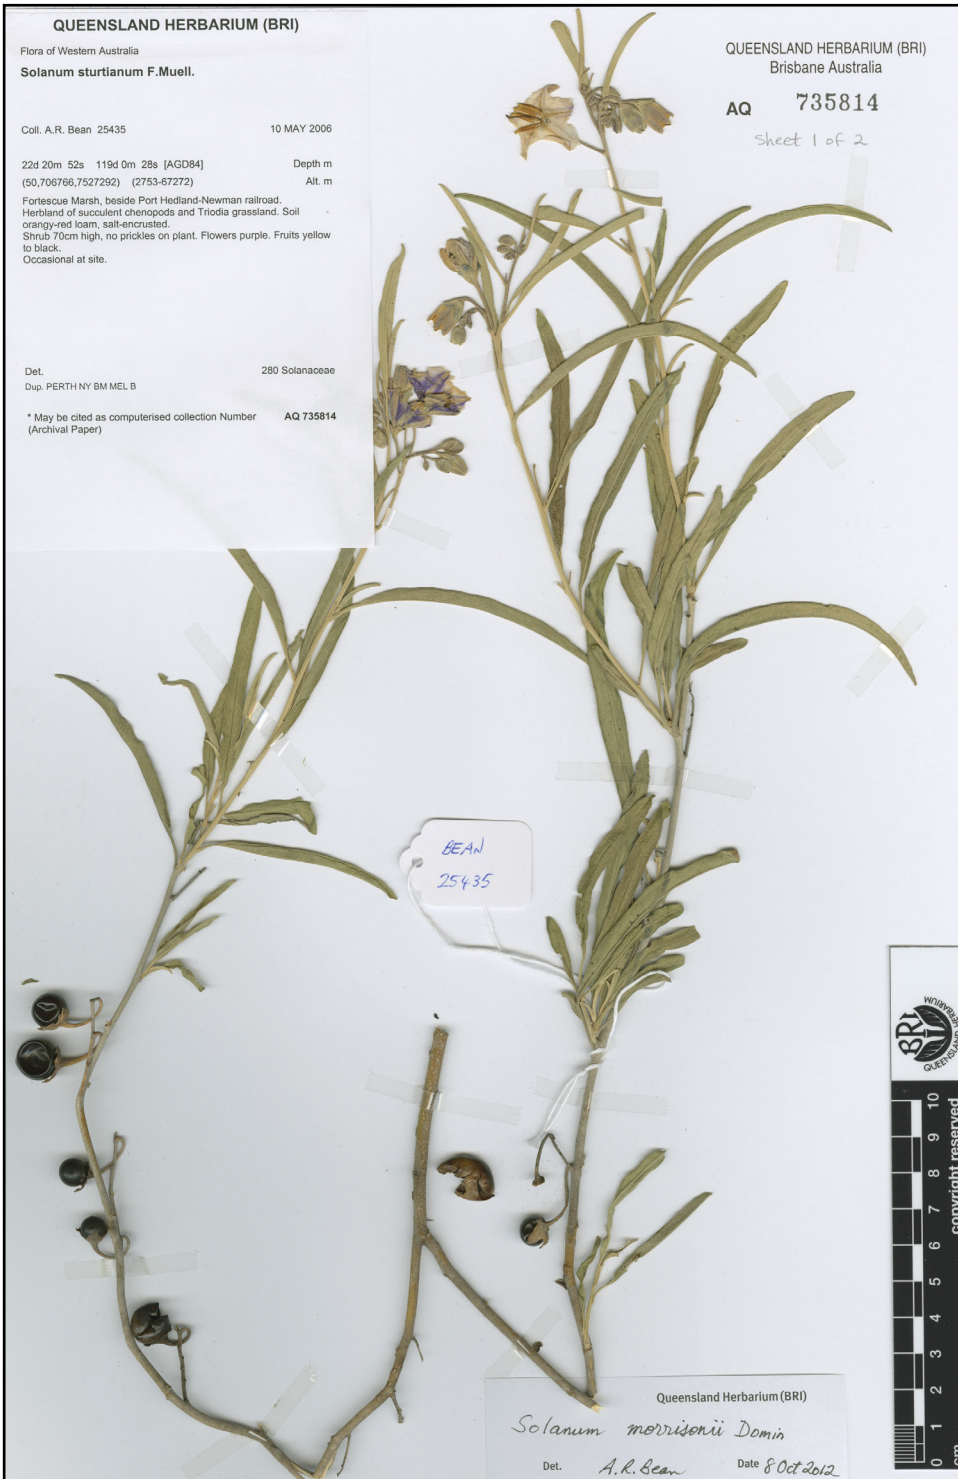 QUEENSLAND HERBARIUM (BRI)
Flora of Western Australia
Solanum sturtianum F.Muell.
Coll. A.R. Bean 25435 10 MAY 2006
22d 20m 52s 119d 0m 28s [AGD84] Depth m
(50,706766,7527292) (2753-67272) Alt. m
Fortescue Marsh, beside Port Hedland-Newman railroad.
Herbland of succulent chenopods and Triodia grassland. Soil
orangy-red loam, salt-encrusted.
Shrub 70cm high, no prickles on plant. Flowers purple. Fruits yellow
to black.
Occasional at site.
Det. 280 Solanaceae
Dup. PERTH NY BM MEL B
* May be cited as computerised collection Number AQ 735814
(Archival Paper)
QUEENSLAND HERBARIUM (BRI)
Brisbane Australia
AQ 735814
Sheet 1 of 2
BEAN
25435
BRI
QUEENSLAND HERBARIUM
copyright reserved
10
9
8
7
6
5
4
3
2
1
0
cm
Queensland Herbarium (BRI)
Solanum morrisonii Domin
Det. A.R. Bean Date 8 Oct 2012